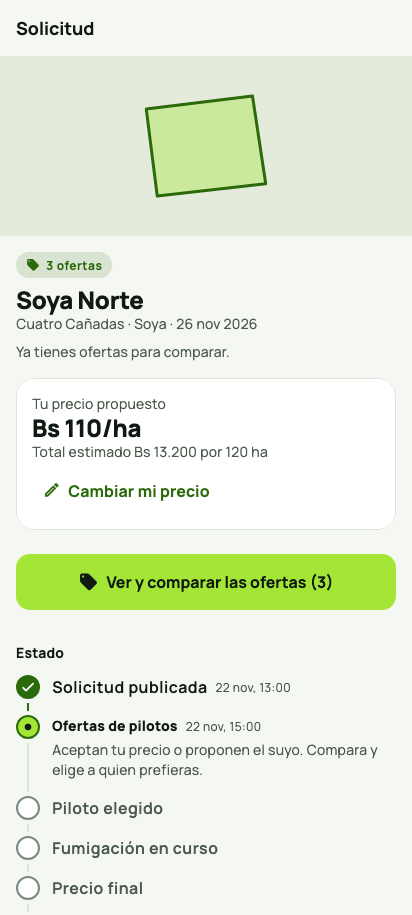 Solicitud
3 ofertas
Soya Norte
Cuatro Cañadas · Soya · 26 nov 2026
Ya tienes ofertas para comparar.
Tu precio propuesto
Bs 110/ha
Total estimado Bs 13.200 por 120 ha
Cambiar mi precio
Ver y comparar las ofertas (3)
Estado
Solicitud publicada 22 nov, 13:00
Ofertas de pilotos 22 nov, 15:00
Aceptan tu precio o proponen el suyo. Compara y
elige a quien prefieras.
Piloto elegido
Fumigación en curso
Precio final